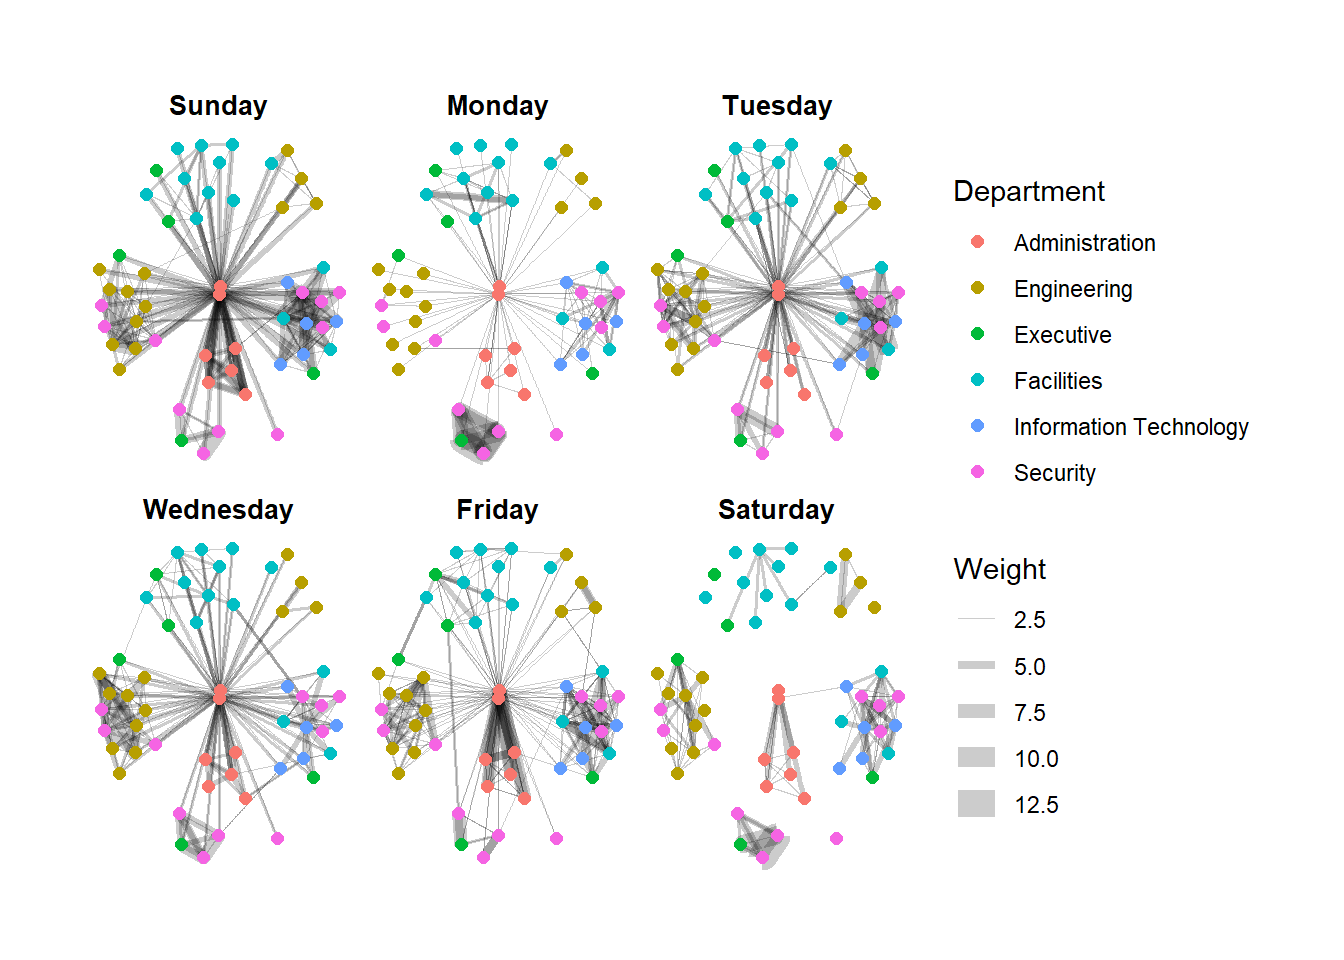 Sunday
Monday
Tuesday
Wednesday
Friday
Saturday
Department
Administration
Engineering
Executive
Facilities
Information Technology
Security
Weight
2.5
5.0
7.5
10.0
12.5